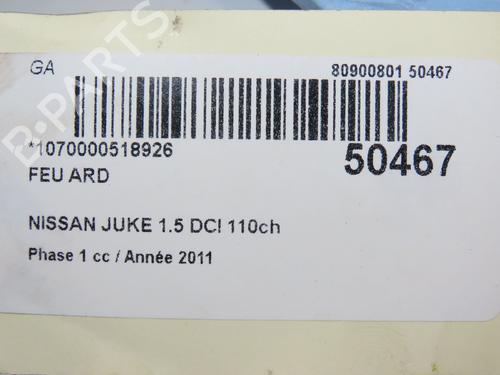 GA
80900801 50467
*1070000518926
50467
FEU ARD
NISSAN JUKE 1.5 DCI 110ch
Phase 1 cc / Année 2011
B-PARTS